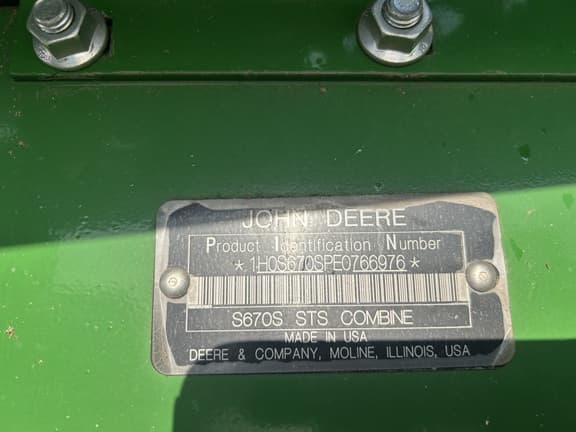 JOHN DEERE
Product Identification Number
*1H0S670SPE0766976*
S670S STS COMBINE
MADE IN USA
DEERE & COMPANY, MOLINE, ILLINOIS, USA